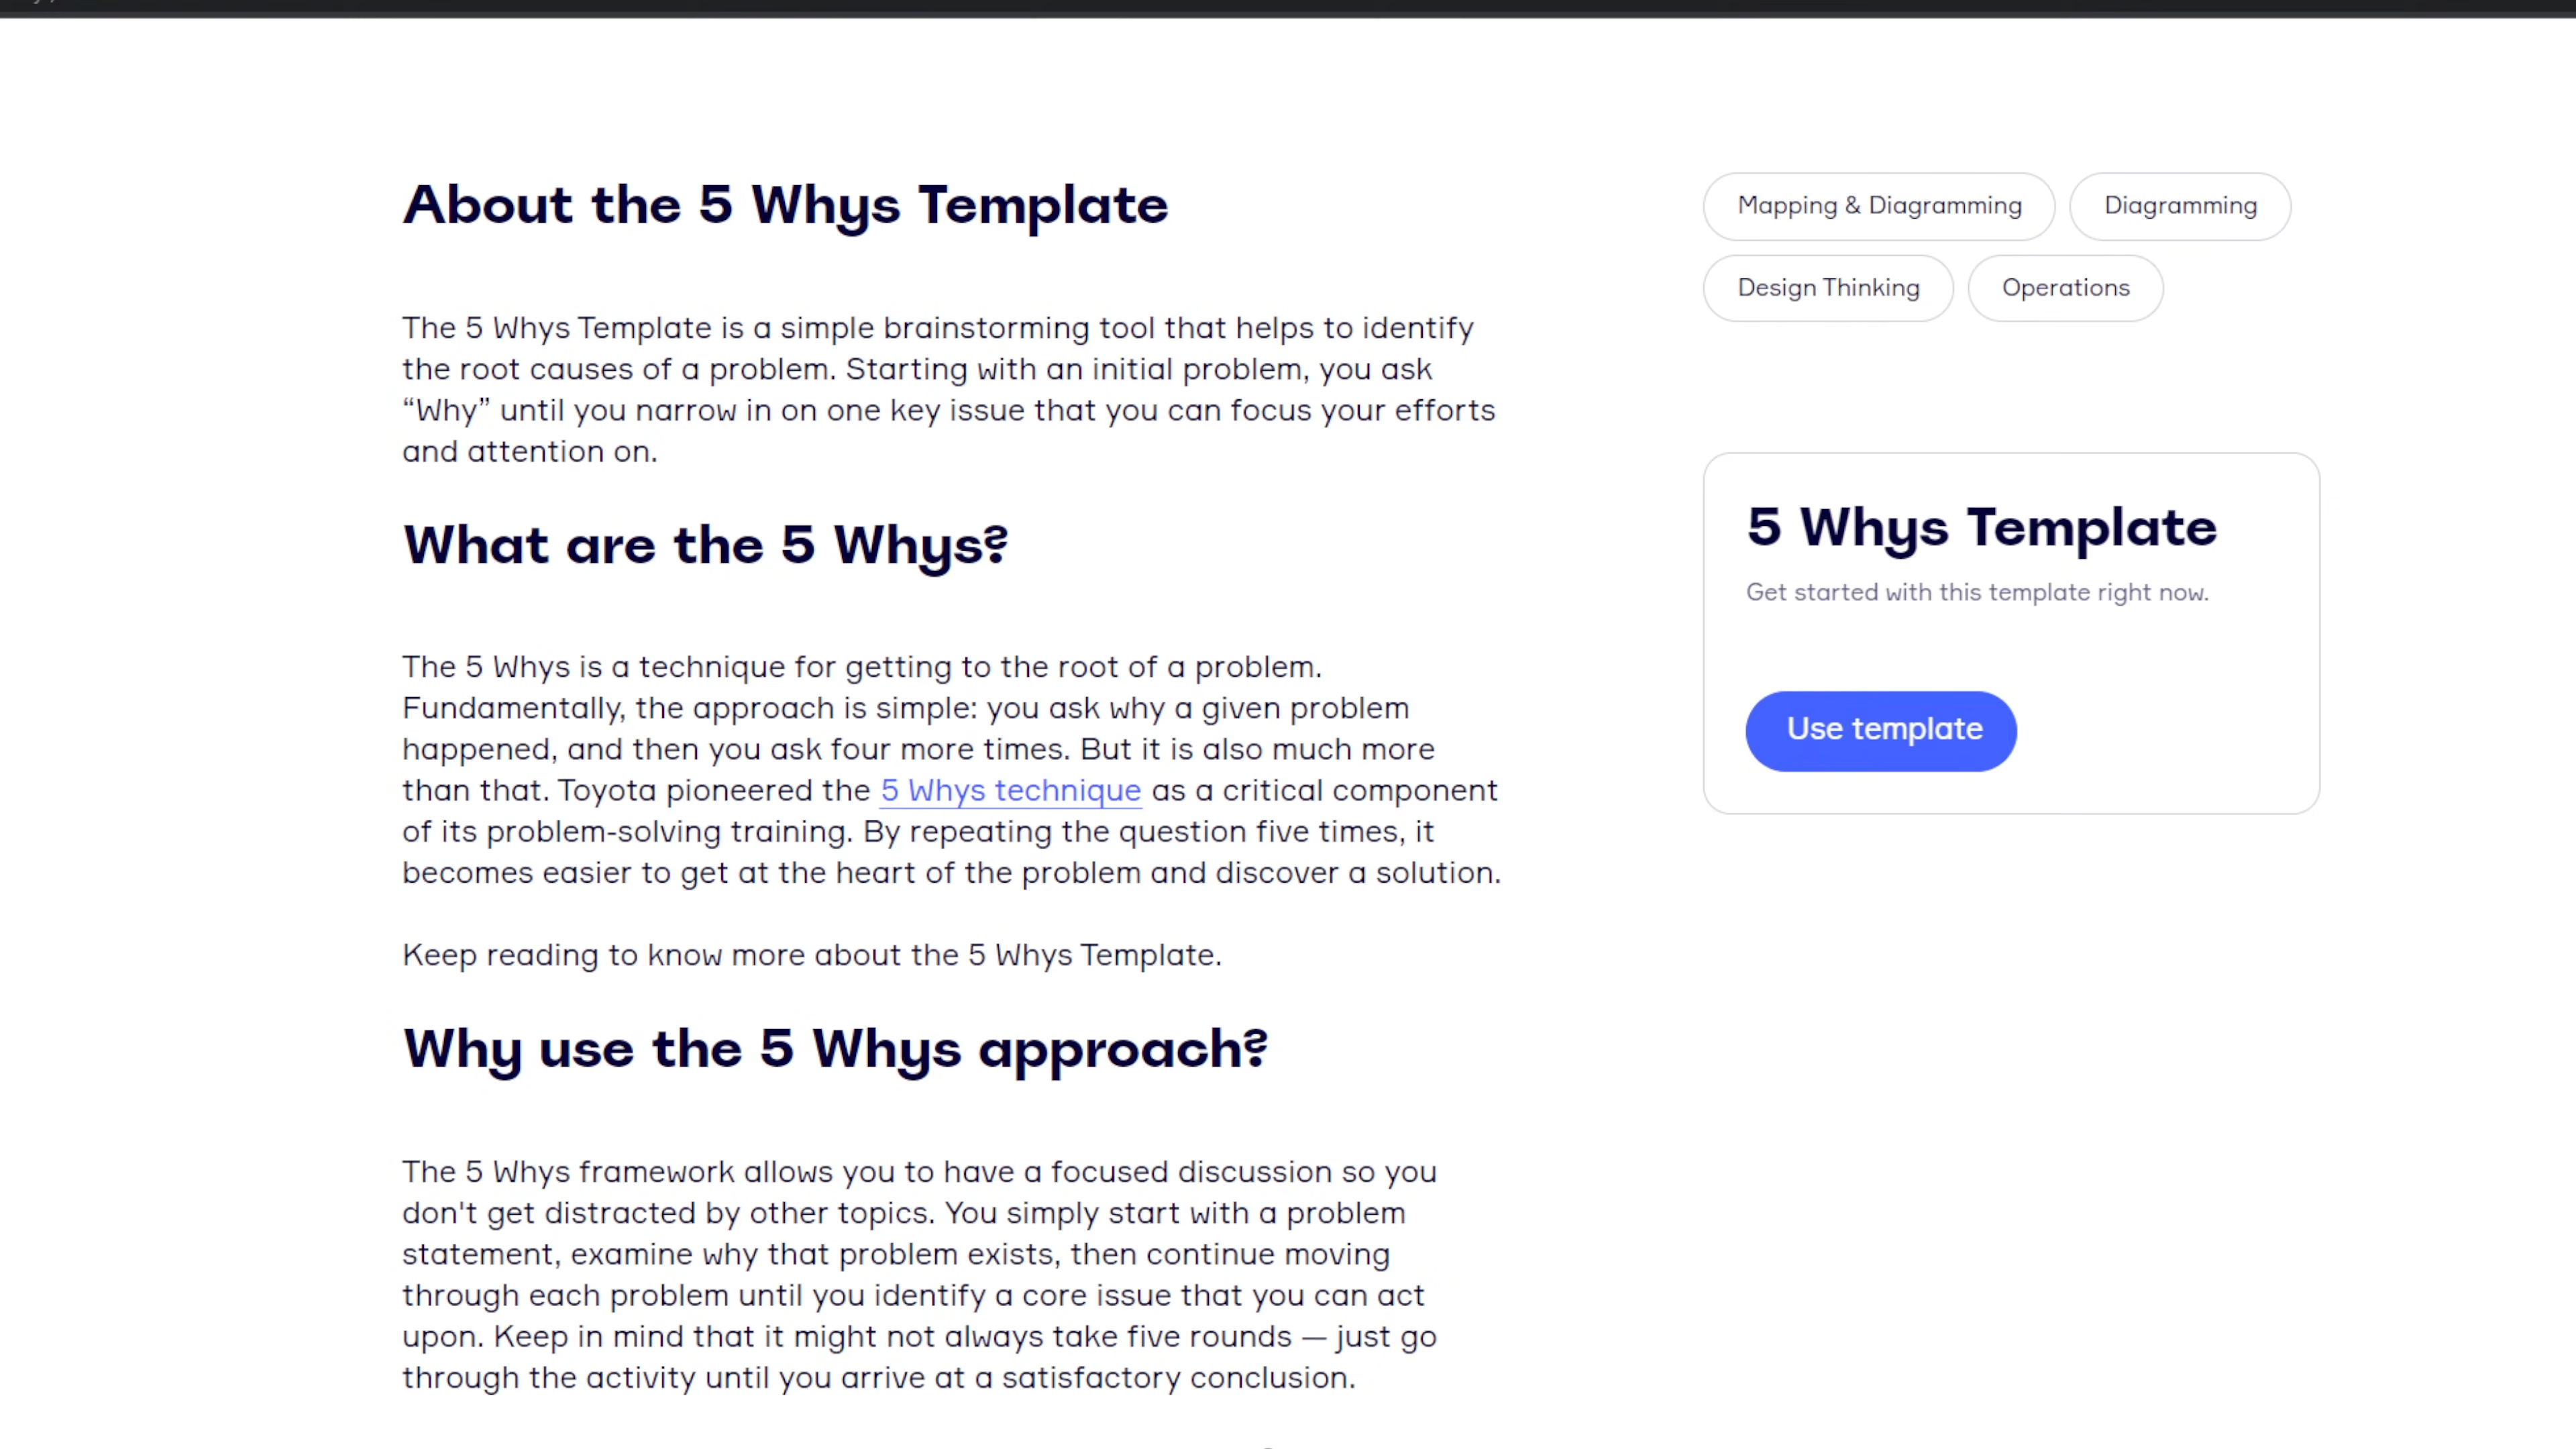 About the 5 Whys Template
The 5 Whys Template is a simple brainstorming tool that helps to identify
the root causes of a problem. Starting with an initial problem, you ask
“Why” until you narrow in on one key issue that you can focus your efforts
and attention on.
What are the 5 Whys?
The 5 Whys is a technique for getting to the root of a problem.
Fundamentally, the approach is simple: you ask why a given problem
happened, and then you ask four more times. But it is also much more
than that. Toyota pioneered the 5 Whys technique as a critical component
of its problem-solving training. By repeating the question five times, it
becomes easier to get at the heart of the problem and discover a solution.
Keep reading to know more about the 5 Whys Template.
Why use the 5 Whys approach?
The 5 Whys framework allows you to have a focused discussion so you
don't get distracted by other topics. You simply start with a problem
statement, examine why that problem exists, then continue moving
through each problem until you identify a core issue that you can act
upon. Keep in mind that it might not always take five rounds — just go
through the activity until you arrive at a satisfactory conclusion.
Mapping & Diagramming
Diagramming
Design Thinking
Operations
5 Whys Template
Get started with this template right now.
Use template